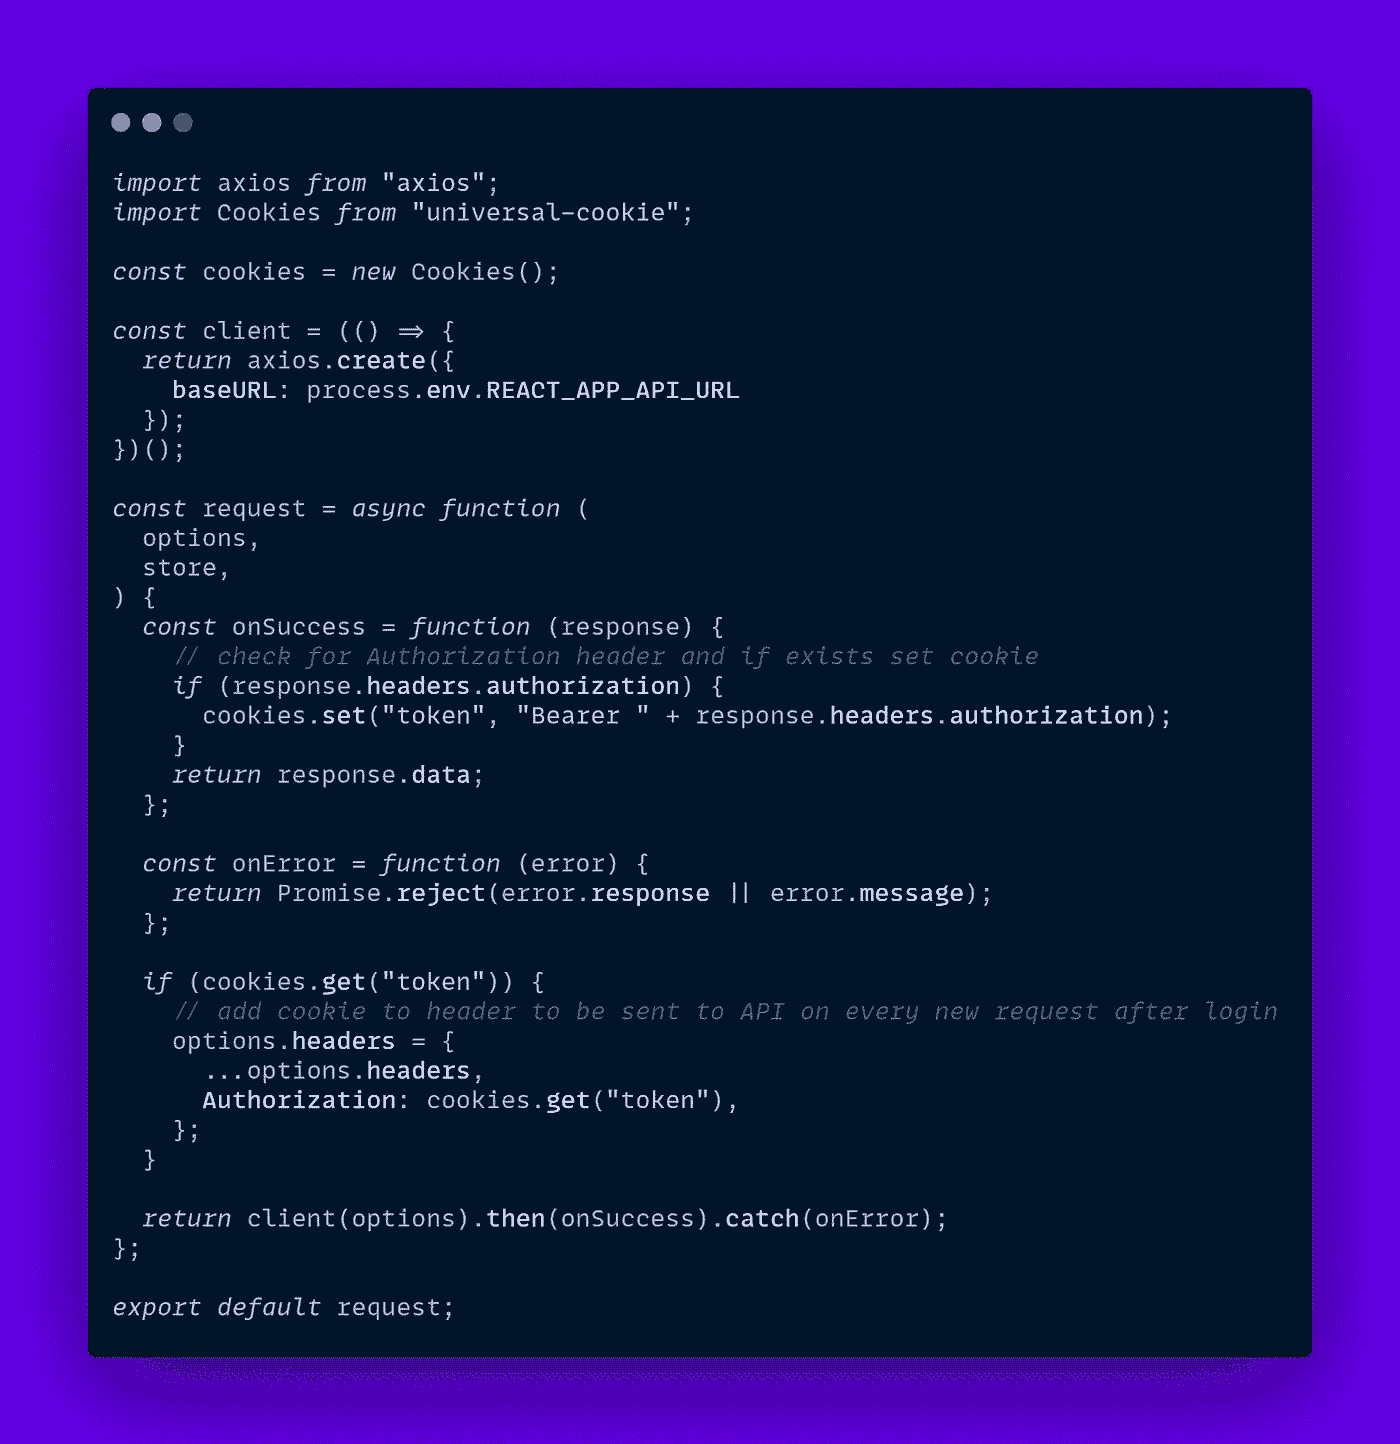 import axios from "axios";
import Cookies from "universal-cookie";

const cookies = new Cookies();

const client = (() => {
  return axios.create({
    baseURL: process.env.REACT_APP_API_URL
  });
})();

const request = async function (
  options,
  store,
) {
  const onSuccess = function (response) {
    // check for Authorization header and if exists set cookie
    if (response.headers.authorization) {
      cookies.set("token", "Bearer " + response.headers.authorization);
    }
    return response.data;
  };

  const onError = function (error) {
    return Promise.reject(error.response || error.message);
  };

  if (cookies.get("token")) {
    // add cookie to header to be sent to API on every new request after login
    options.headers = {
      ...options.headers,
      Authorization: cookies.get("token"),
    };
  }

  return client(options).then(onSuccess).catch(onError);
};

export default request;